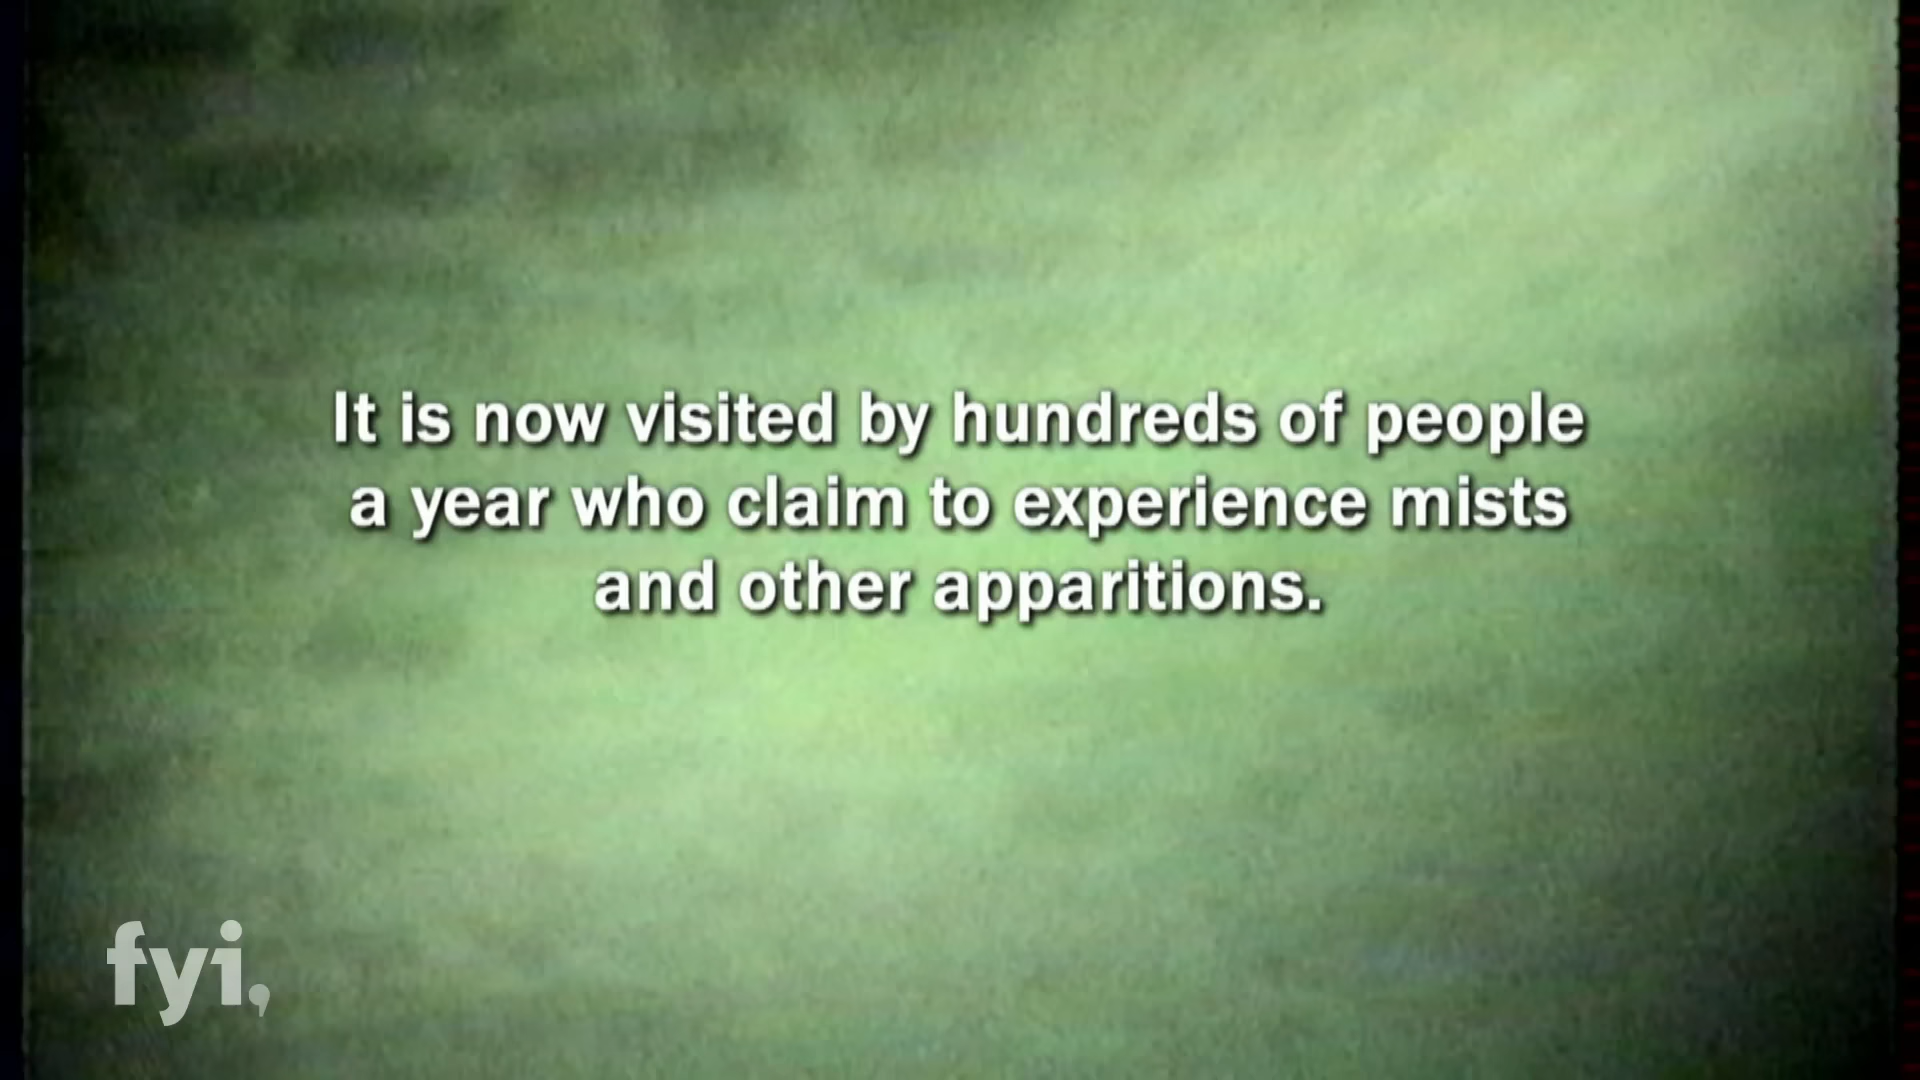 It is now visited by hundreds of people
a year who claim to experience mists
and other apparitions.
fyi,